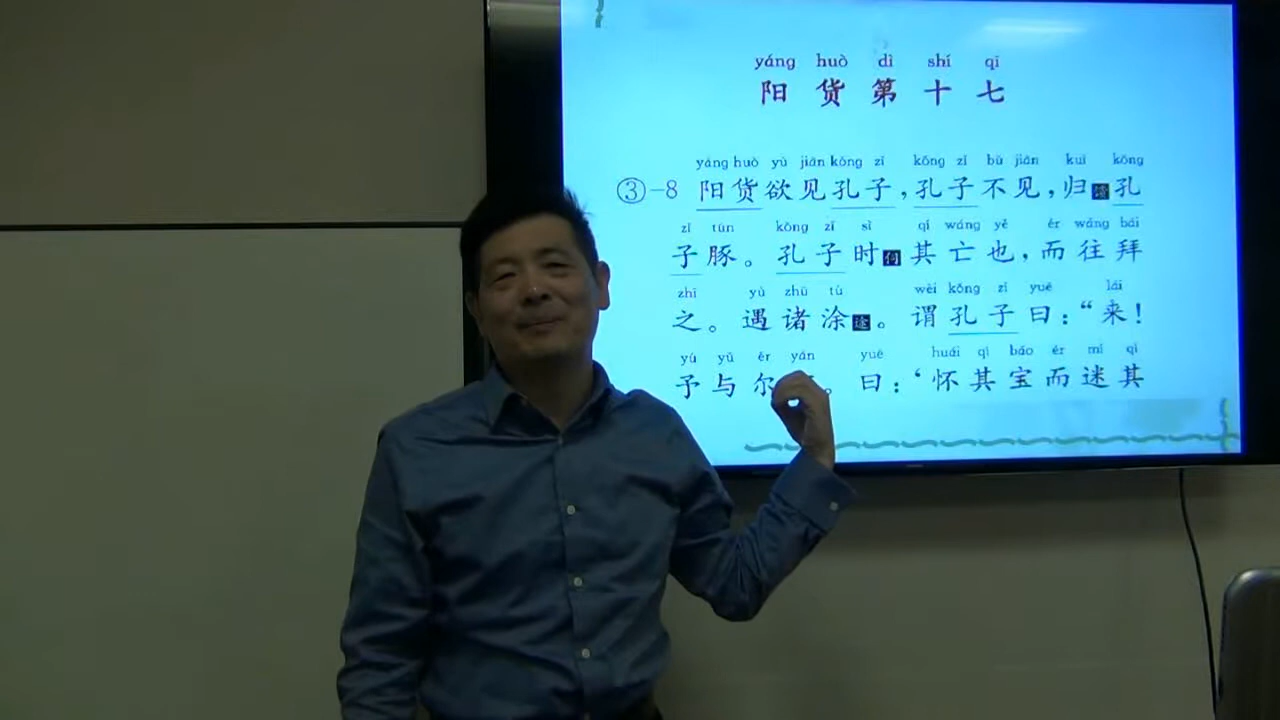 yáng huò dì shí qī
阳货第十七
yáng huò yù jiàn kǒng zǐ kǒng zǐ bù jiàn kuì kǒng
③-8 阳货欲见孔子,孔子不见,归馈孔
zǐ tún kǒng zǐ sì qí wáng yě ér wǎng bái
子豚。孔子时伺其亡也,而往拜
zhī yù zhū tú wèi kǒng zǐ yuē lái
之。遇诸涂途。谓孔子曰:“来!
yú yǔ ěr yán yuē huái qí bǎo ér mí qí
予与尔 。曰:‘怀其宝而迷其